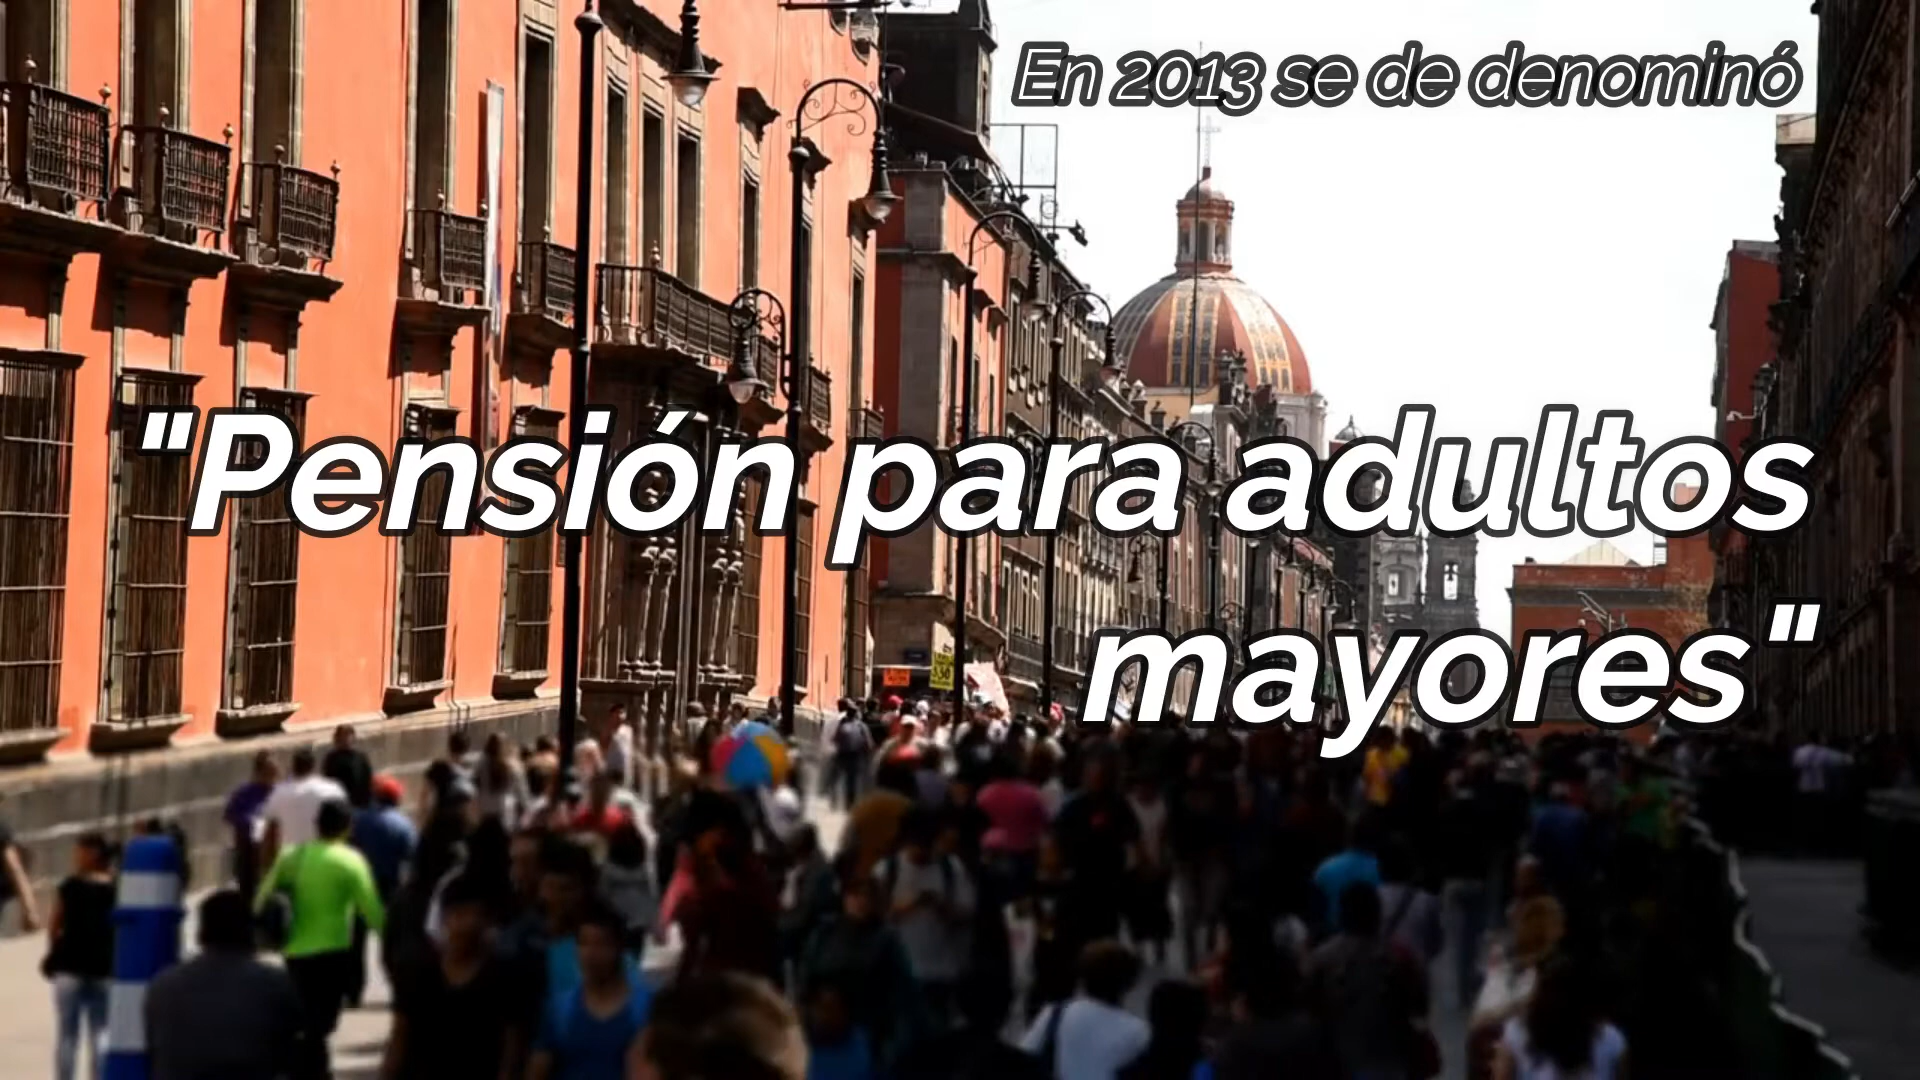 En 2013 se de denominó
"Pensión para adultos
mayores"